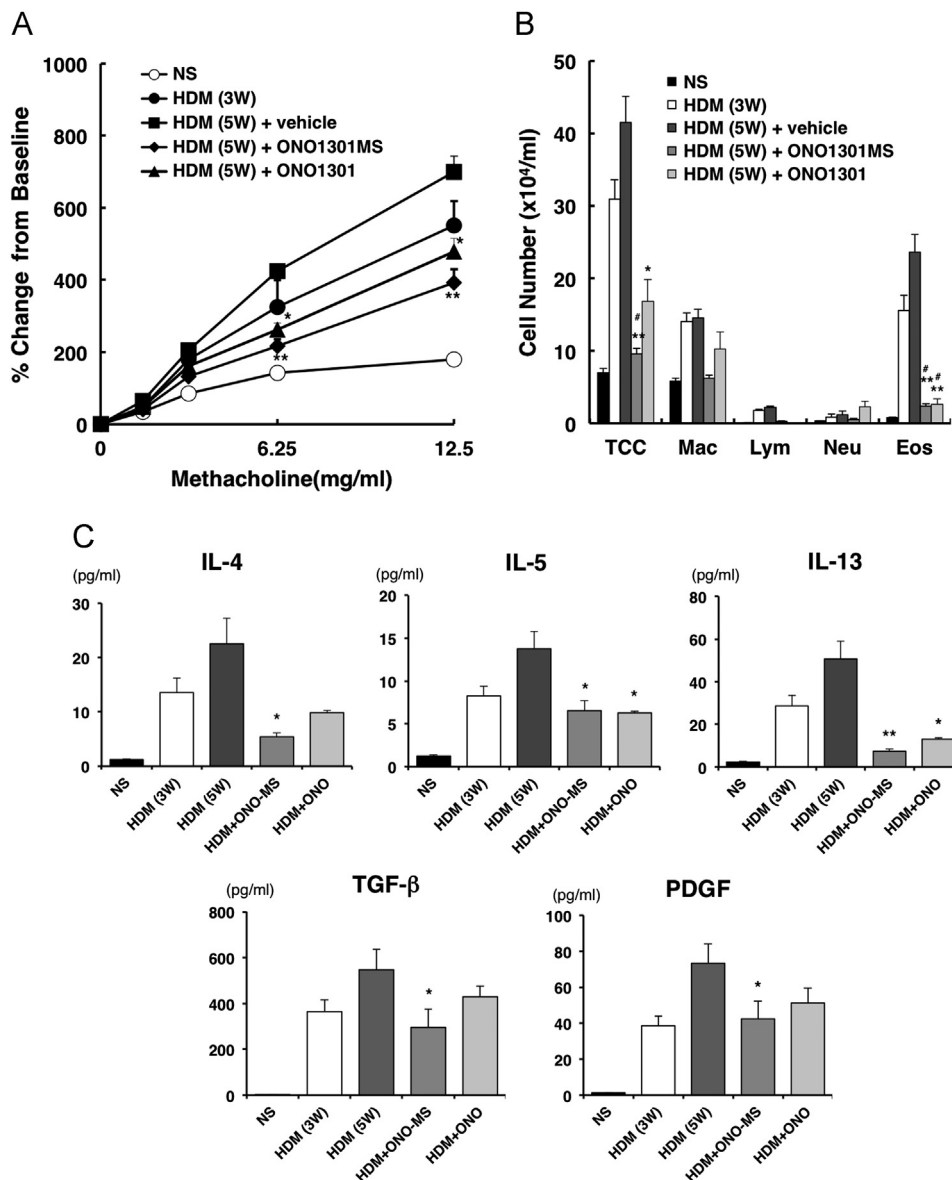 A
% Change from Baseline
1000
800
600
400
200
0
NS
HDM (3W)
HDM (5W) + vehicle
HDM (5W) + ONO1301MS
HDM (5W) + ONO1301
*
**
*
**
0
6.25
12.5
Methacholine(mg/ml)
B
Cell Number (x10⁴/ml)
50
40
30
20
10
0
NS
HDM (3W)
HDM (5W) + vehicle
HDM (5W) + ONO1301MS
HDM (5W) + ONO1301
*
#
**
#
**
#
**
TCC
Mac
Lym
Neu
Eos
C
IL-4
(pg/ml)
30
20
10
0
*
NS
HDM (3W)
HDM (5W)
HDM+ONO-MS
HDM+ONO
IL-5
(pg/ml)
20
15
10
5
0
*
*
NS
HDM (3W)
HDM (5W)
HDM+ONO-MS
HDM+ONO
IL-13
(pg/ml)
80
60
40
20
0
**
*
NS
HDM (3W)
HDM (5W)
HDM+ONO-MS
HDM+ONO
TGF-β
(pg/ml)
800
600
400
200
0
*
NS
HDM (3W)
HDM (5W)
HDM+ONO-MS
HDM+ONO
PDGF
(pg/ml)
100
80
60
40
20
0
*
NS
HDM (3W)
HDM (5W)
HDM+ONO-MS
HDM+ONO